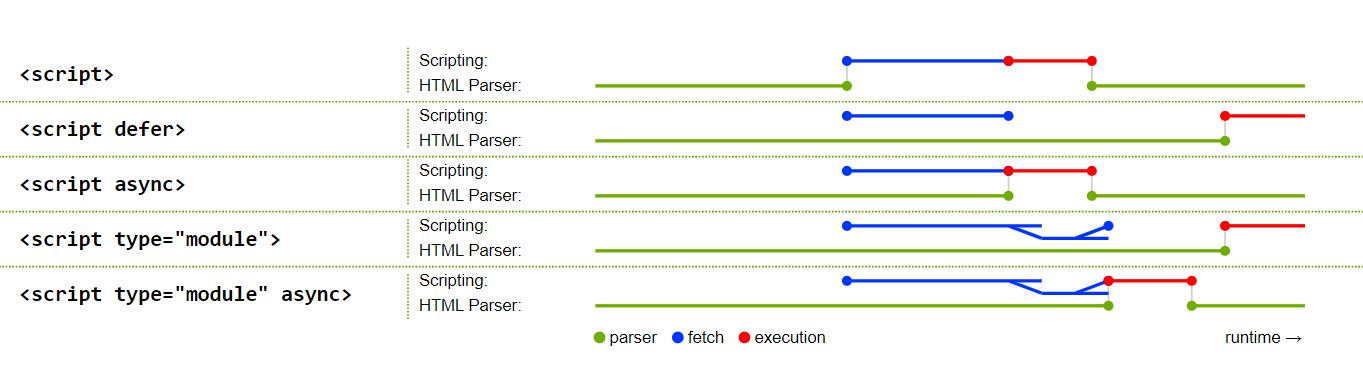 <script>
Scripting:
HTML Parser:
<script defer>
Scripting:
HTML Parser:
<script async>
Scripting:
HTML Parser:
<script type="module">
Scripting:
HTML Parser:
<script type="module" async>
Scripting:
HTML Parser:
parser fetch execution runtime →